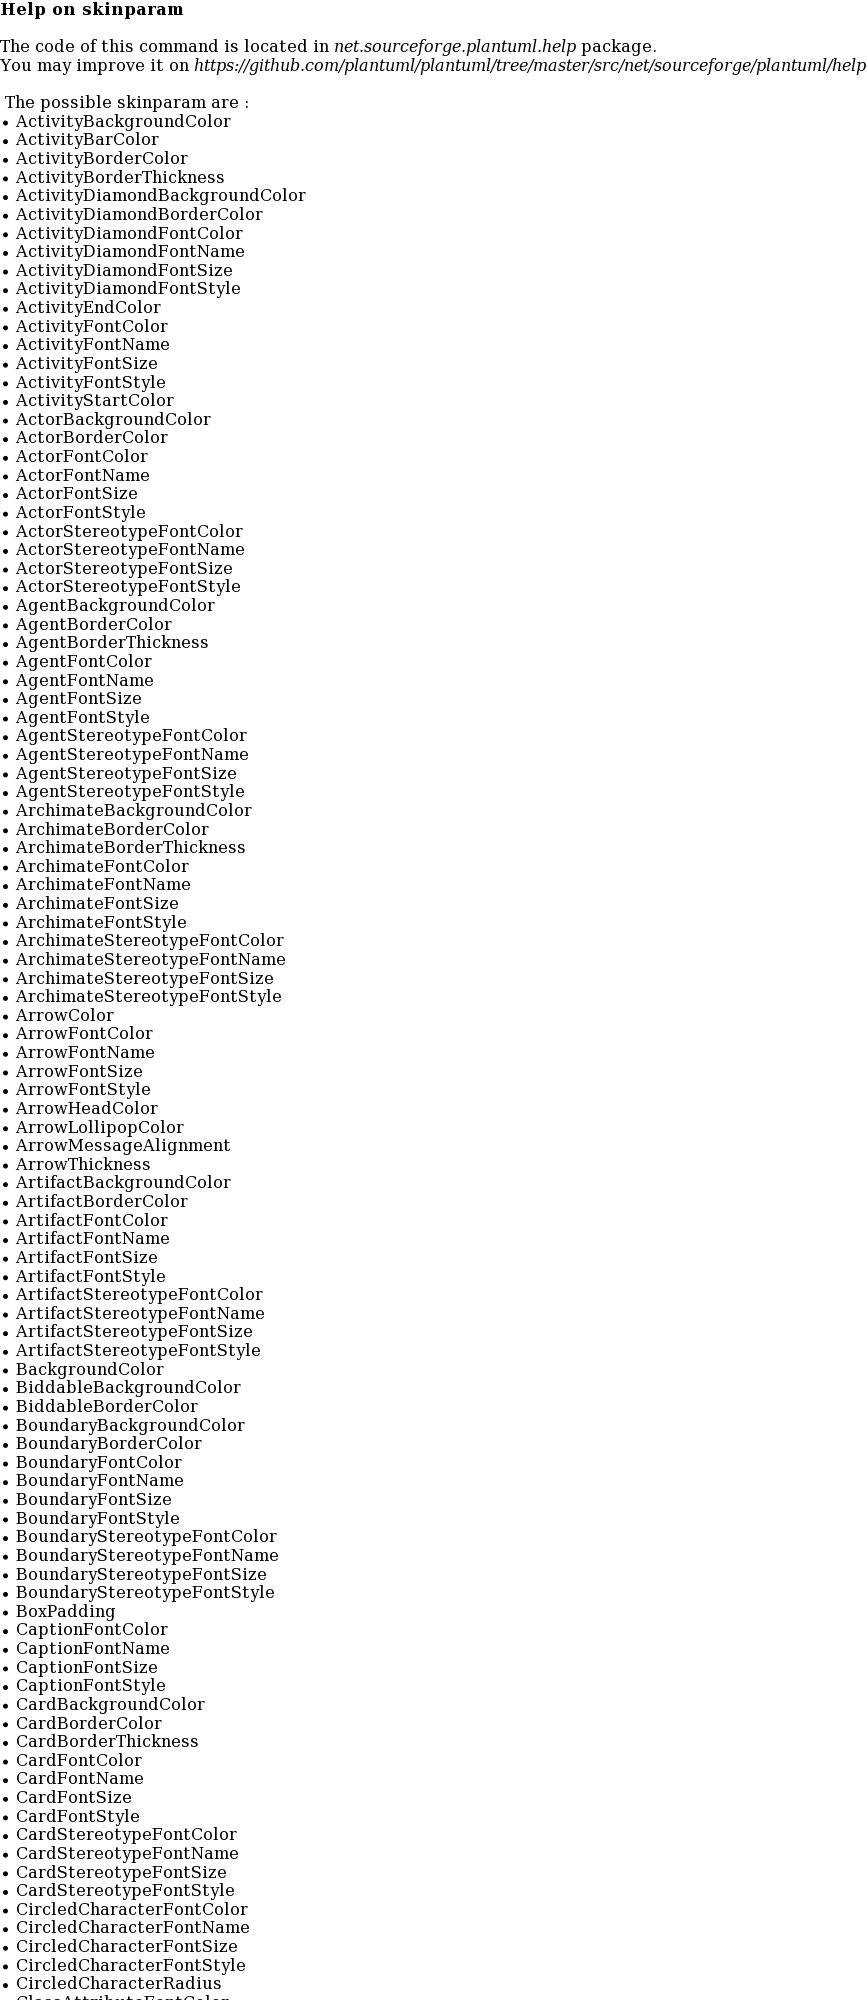 Help on skinparam
The code of this command is located in net.sourceforge.plantuml.help package.
You may improve it on https://github.com/plantuml/plantuml/tree/master/src/net/sourceforge/plantuml/help
The possible skinparam are :
• ActivityBackgroundColor
• ActivityBarColor
• ActivityBorderColor
• ActivityBorderThickness
• ActivityDiamondBackgroundColor
• ActivityDiamondBorderColor
• ActivityDiamondFontColor
• ActivityDiamondFontName
• ActivityDiamondFontSize
• ActivityDiamondFontStyle
• ActivityEndColor
• ActivityFontColor
• ActivityFontName
• ActivityFontSize
• ActivityFontStyle
• ActivityStartColor
• ActorBackgroundColor
• ActorBorderColor
• ActorFontColor
• ActorFontName
• ActorFontSize
• ActorFontStyle
• ActorStereotypeFontColor
• ActorStereotypeFontName
• ActorStereotypeFontSize
• ActorStereotypeFontStyle
• AgentBackgroundColor
• AgentBorderColor
• AgentBorderThickness
• AgentFontColor
• AgentFontName
• AgentFontSize
• AgentFontStyle
• AgentStereotypeFontColor
• AgentStereotypeFontName
• AgentStereotypeFontSize
• AgentStereotypeFontStyle
• ArchimateBackgroundColor
• ArchimateBorderColor
• ArchimateBorderThickness
• ArchimateFontColor
• ArchimateFontName
• ArchimateFontSize
• ArchimateFontStyle
• ArchimateStereotypeFontColor
• ArchimateStereotypeFontName
• ArchimateStereotypeFontSize
• ArchimateStereotypeFontStyle
• ArrowColor
• ArrowFontColor
• ArrowFontName
• ArrowFontSize
• ArrowFontStyle
• ArrowHeadColor
• ArrowLollipopColor
• ArrowMessageAlignment
• ArrowThickness
• ArtifactBackgroundColor
• ArtifactBorderColor
• ArtifactFontColor
• ArtifactFontName
• ArtifactFontSize
• ArtifactFontStyle
• ArtifactStereotypeFontColor
• ArtifactStereotypeFontName
• ArtifactStereotypeFontSize
• ArtifactStereotypeFontStyle
• BackgroundColor
• BiddableBackgroundColor
• BiddableBorderColor
• BoundaryBackgroundColor
• BoundaryBorderColor
• BoundaryFontColor
• BoundaryFontName
• BoundaryFontSize
• BoundaryFontStyle
• BoundaryStereotypeFontColor
• BoundaryStereotypeFontName
• BoundaryStereotypeFontSize
• BoundaryStereotypeFontStyle
• BoxPadding
• CaptionFontColor
• CaptionFontName
• CaptionFontSize
• CaptionFontStyle
• CardBackgroundColor
• CardBorderColor
• CardBorderThickness
• CardFontColor
• CardFontName
• CardFontSize
• CardFontStyle
• CardStereotypeFontColor
• CardStereotypeFontName
• CardStereotypeFontSize
• CardStereotypeFontStyle
• CircledCharacterFontColor
• CircledCharacterFontName
• CircledCharacterFontSize
• CircledCharacterFontStyle
• CircledCharacterRadius